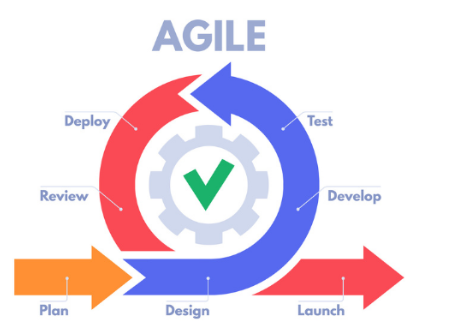 AGILE
Deploy
Test
Review
Develop
Plan
Design
Launch